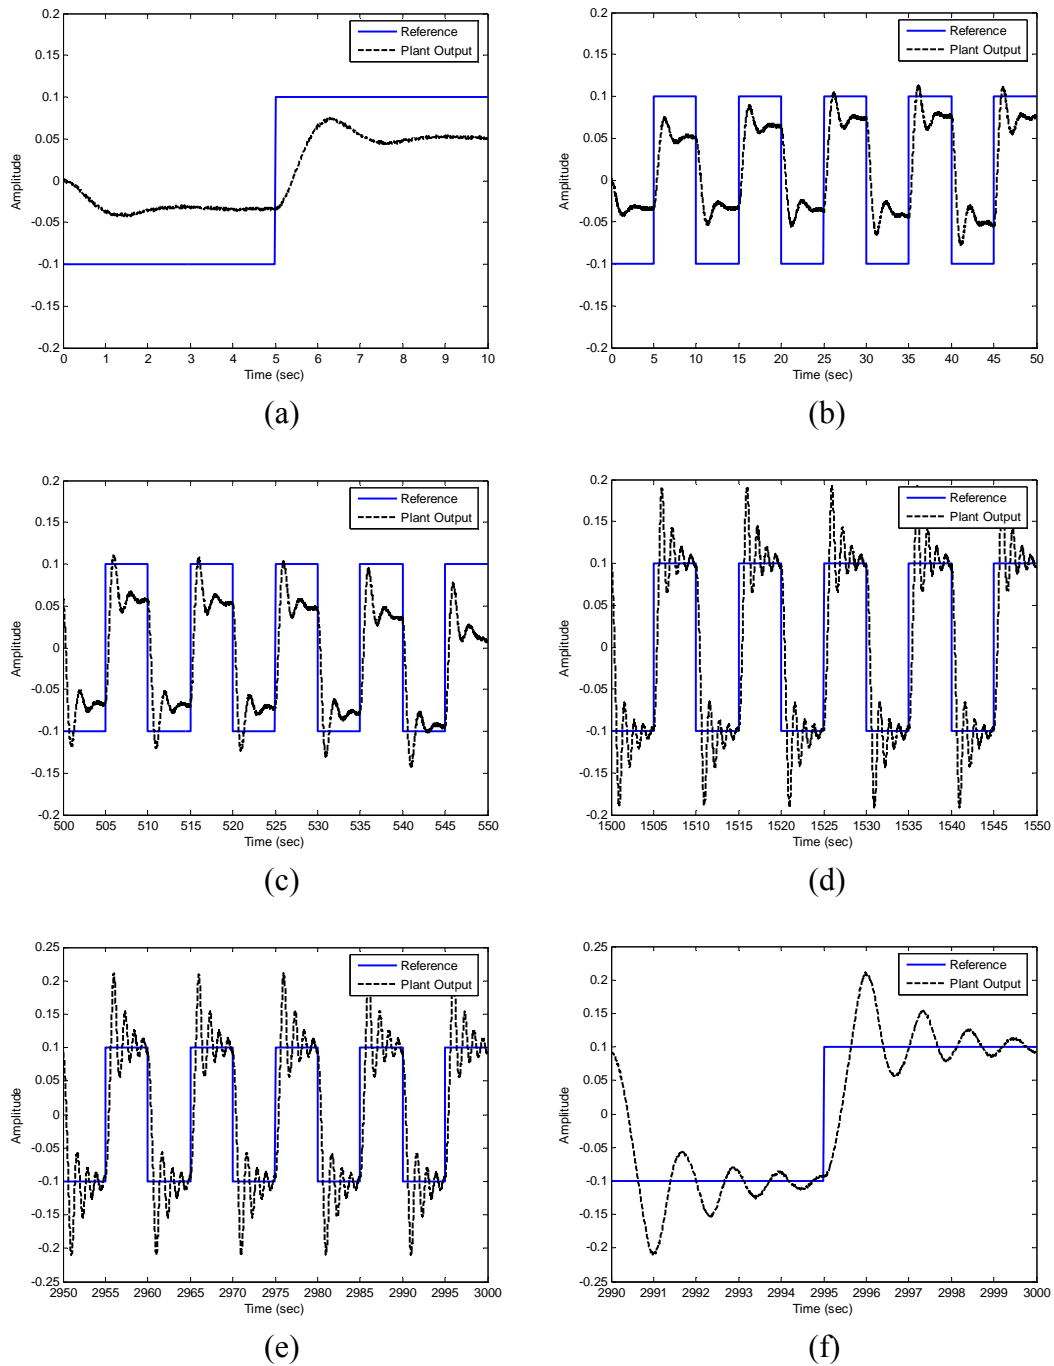 0.2
0.15
0.1
0.05
0
-0.05
-0.1
-0.15
-0.2
Amplitude
Reference
Plant Output
0 1 2 3 4 5 6 7 8 9 10
Time (sec)
(a)
0.2
0.15
0.1
0.05
0
-0.05
-0.1
-0.15
-0.2
Amplitude
Reference
Plant Output
0 5 10 15 20 25 30 35 40 45 50
Time (sec)
(b)
0.2
0.15
0.1
0.05
0
-0.05
-0.1
-0.15
-0.2
Amplitude
Reference
Plant Output
500 505 510 515 520 525 530 535 540 545 550
Time (sec)
(c)
0.2
0.15
0.1
0.05
0
-0.05
-0.1
-0.15
-0.2
Amplitude
Reference
Plant Output
1500 1505 1510 1515 1520 1525 1530 1535 1540 1545 1550
Time (sec)
(d)
0.25
0.2
0.15
0.1
0.05
0
-0.05
-0.1
-0.15
-0.2
-0.25
Amplitude
Reference
Plant Output
2950 2955 2960 2965 2970 2975 2980 2985 2990 2995 3000
Time (sec)
(e)
0.25
0.2
0.15
0.1
0.05
0
-0.05
-0.1
-0.15
-0.2
-0.25
Amplitude
Reference
Plant Output
2990 2991 2992 2993 2994 2995 2996 2997 2998 2999 3000
Time (sec)
(f)